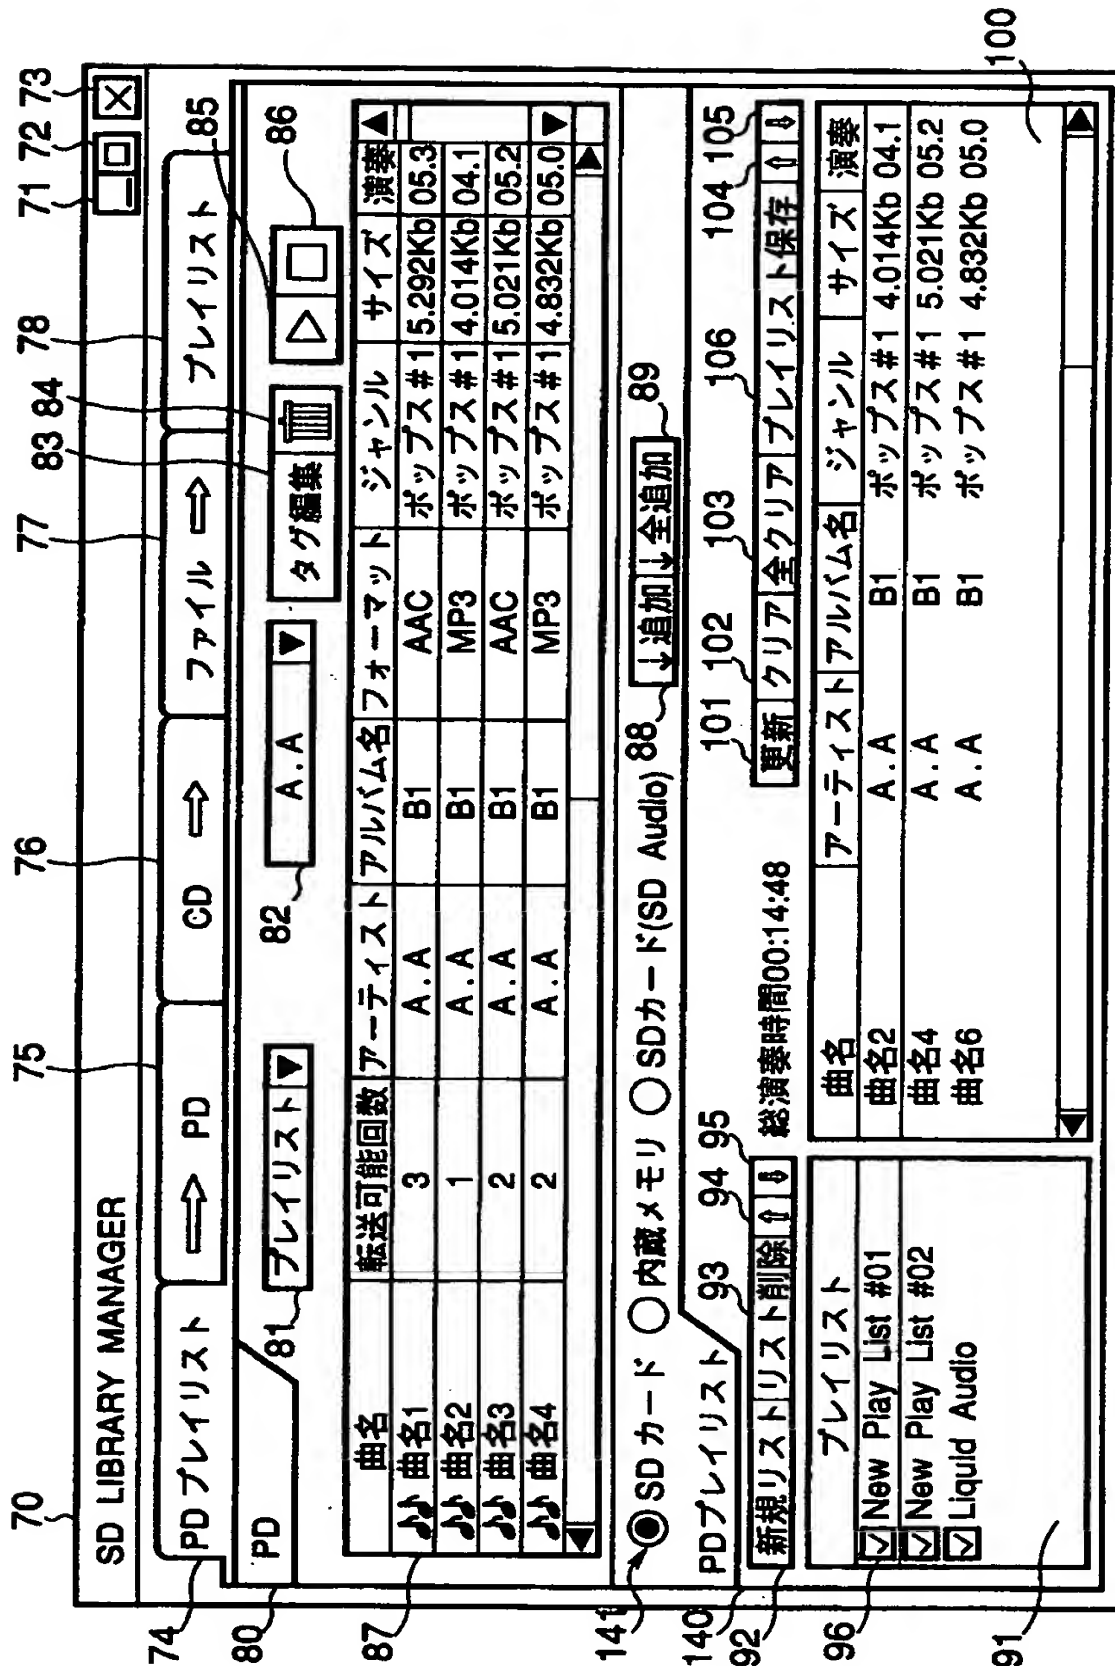 70
71
72
73
SD LIBRARY MANAGER
74
75
76
77
78
PD プレイリスト
⇨ PD
CD ⇨
ファイル ⇨
プレイリスト
80
PD
81
プレイリスト ▼
82
A.A ▼
83
タグ編集
84
85
86
87
曲名 転送可能回数 アーティスト アルバム名 フォーマット ジャンル サイズ 演奏
曲名1 3 A.A B1 AAC ポップス#1 5.292Kb 05.3
曲名2 1 A.A B1 MP3 ポップス#1 4.014Kb 04.1
曲名3 2 A.A B1 AAC ポップス#1 5.021Kb 05.2
曲名4 2 A.A B1 MP3 ポップス#1 4.832Kb 05.0
141
SDカード 内蔵メモリ SDカード(SD Audio)
88
↓追加 ↓全追加
89
140
PDプレイリスト
92
93
94
95
新規リスト リスト削除 ⇧ ⇩
総演奏時間00:14:48
101
102
103
106
104
105
更新 クリア 全クリア プレイリスト保存 ⇧ ⇩
96
プレイリスト
New Play List #01
New Play List #02
Liquid Audio
91
曲名 アーティスト アルバム名 ジャンル サイズ 演奏
曲名2 A.A B1 ポップス#1 4.014Kb 04.1
曲名4 A.A B1 ポップス#1 5.021Kb 05.2
曲名6 A.A B1 ポップス#1 4.832Kb 05.0
100